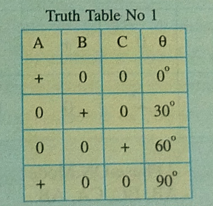 Truth Table No 1
A B C θ
+ 0 0 0°
0 + 0 30°
0 0 + 60°
+ 0 0 90°